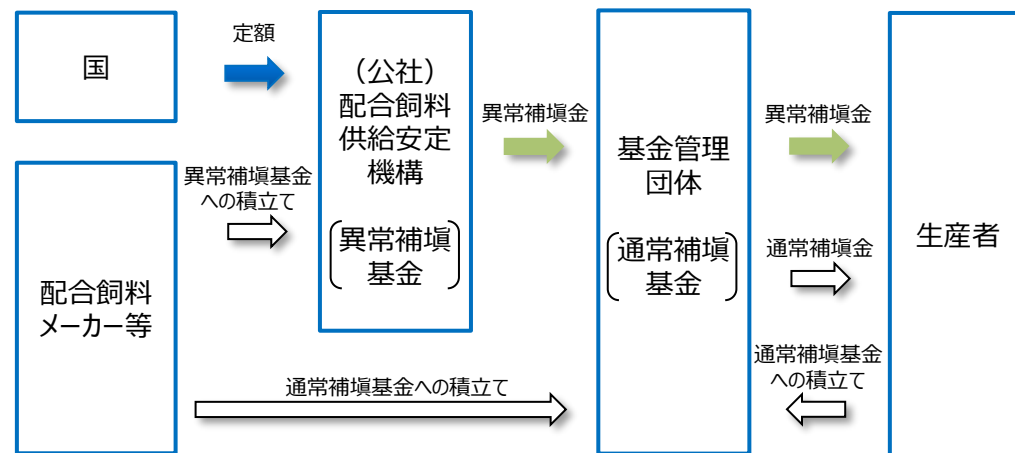 国
定額
（公社）
配合飼料
供給安定
機構
異常補塡
基金
異常補塡金
基金管理
団体
通常補塡
基金
異常補塡金
通常補塡金
生産者
異常補塡基金
への積立て
配合飼料
メーカー等
通常補塡基金への積立て
通常補塡基金
への積立て